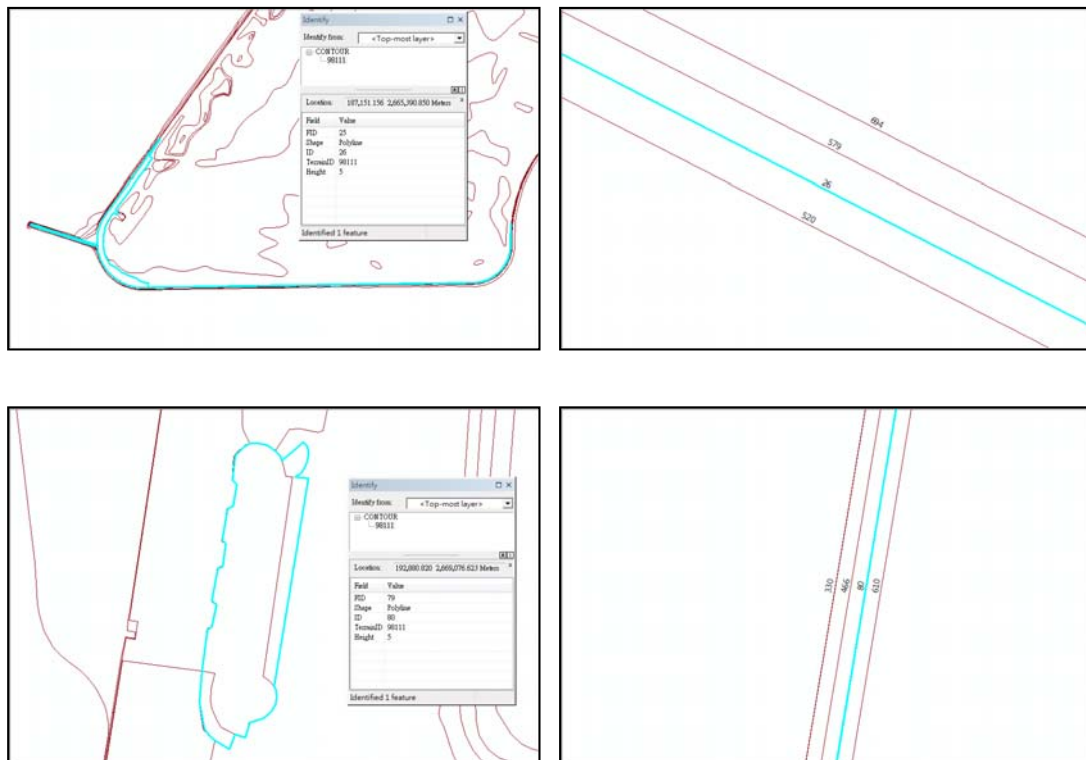 Identify
Identify from: <Top-most layer>
CONTOUR
98111
Location: 187,151.156 2,665,390.850 Meters
Field Value
FID 25
Shape Polyline
ID 26
TerrainID 98111
Height 5
Identified 1 feature
694
579
26
520
Identify
Identify from: <Top-most layer>
CONTOUR
98111
Location: 192,880.020 2,669,076.623 Meters
Field Value
FID 79
Shape Polyline
ID 80
TerrainID 98111
Height 5
Identified 1 feature
330
466
80
610